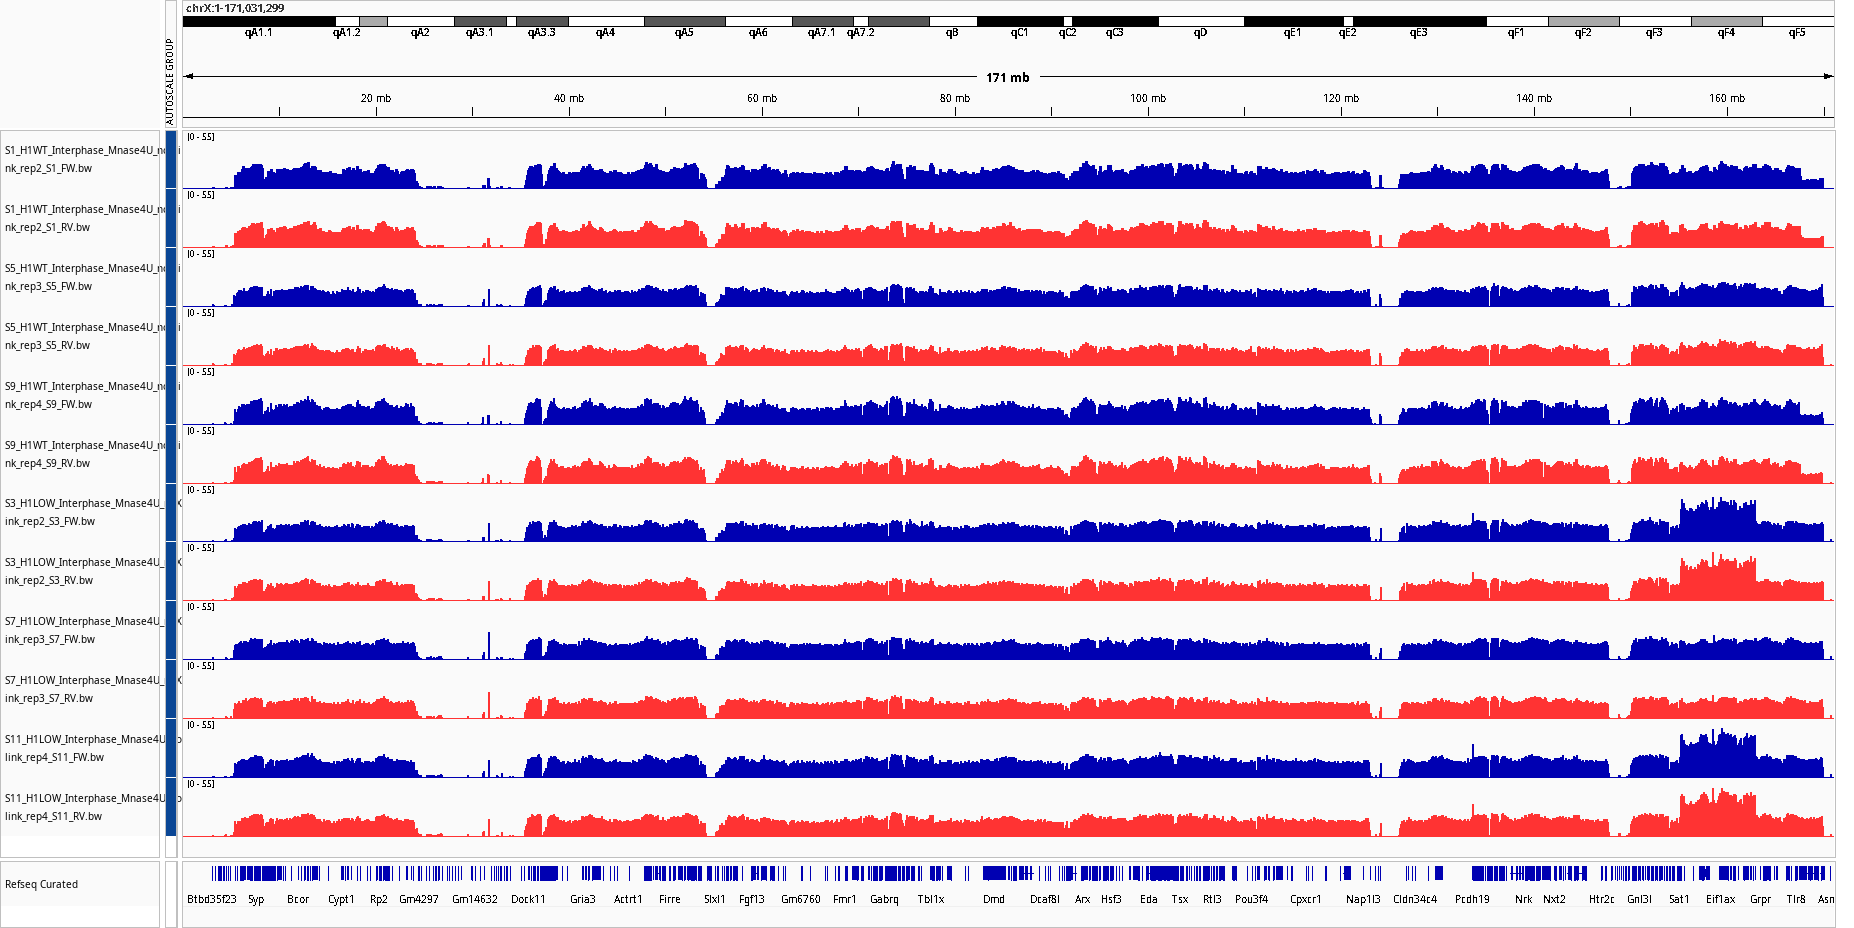 chrX:1-171,031,299
qA1.1 qA1.2 qA2 qA3.1 qA3.3 qA4 qA5 qA6 qA7.1 qA7.2 qB qC1 qC2 qC3 qD qE1 qE2 qE3 qF1 qF2 qF3 qF4 qF5
AUTOSCALE GROUP
171 mb
20 mb 40 mb 60 mb 80 mb 100 mb 120 mb 140 mb 160 mb
[0 - 55]
S1_H1WT_Interphase_Mnase4U_
nk_rep2_S1_FW.bw
[0 - 55]
S1_H1WT_Interphase_Mnase4U_
nk_rep2_S1_RV.bw
[0 - 55]
S5_H1WT_Interphase_Mnase4U_
nk_rep3_S5_FW.bw
[0 - 55]
S5_H1WT_Interphase_Mnase4U_
nk_rep3_S5_RV.bw
[0 - 55]
S9_H1WT_Interphase_Mnase4U_
nk_rep4_S9_FW.bw
[0 - 55]
S9_H1WT_Interphase_Mnase4U_
nk_rep4_S9_RV.bw
[0 - 55]
S3_H1LOW_Interphase_Mnase4U_
ink_rep2_S3_FW.bw
[0 - 55]
S3_H1LOW_Interphase_Mnase4U_
ink_rep2_S3_RV.bw
[0 - 55]
S7_H1LOW_Interphase_Mnase4U_
ink_rep3_S7_FW.bw
[0 - 55]
S7_H1LOW_Interphase_Mnase4U_
ink_rep3_S7_RV.bw
[0 - 55]
S11_H1LOW_Interphase_Mnase4U
link_rep4_S11_FW.bw
[0 - 55]
S11_H1LOW_Interphase_Mnase4U
link_rep4_S11_RV.bw
Refseq Curated
Btbd35f23 Syp Bcor Cypt1 Rp2 Gm4297 Gm14632 Dock11 Gria3 Actrt1 Firre Slxl1 Fgf13 Gm6760 Fmr1 Gabrq Tbl1x Dmd Dcaf8l Arx Hsf3 Eda Tsx Rtl3 Pou3f4 Cpxcr1 Nap1l3 Cldn34c4 Pcdh19 Nrk Nxt2 Htr2c Gnl3l Sat1 Eif1ax Grpr Tlr8 Asn